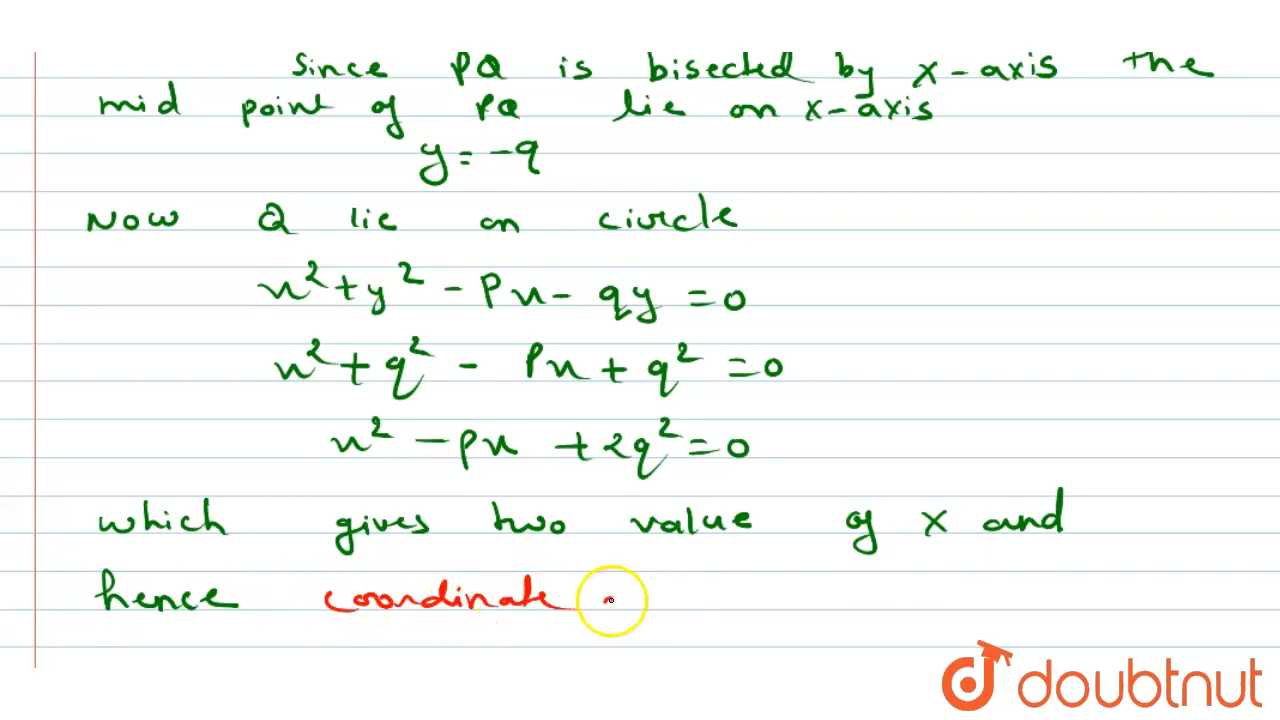 Since PQ is bisected by x-axis the
mid point of PQ lie on x-axis
y = -q
Now Q lie on circle
x² + y² - Px - qy = 0
x² + q² - Px + q² = 0
x² - px + 2q² = 0
which gives two value of x and
hence coordinate
doubtnut